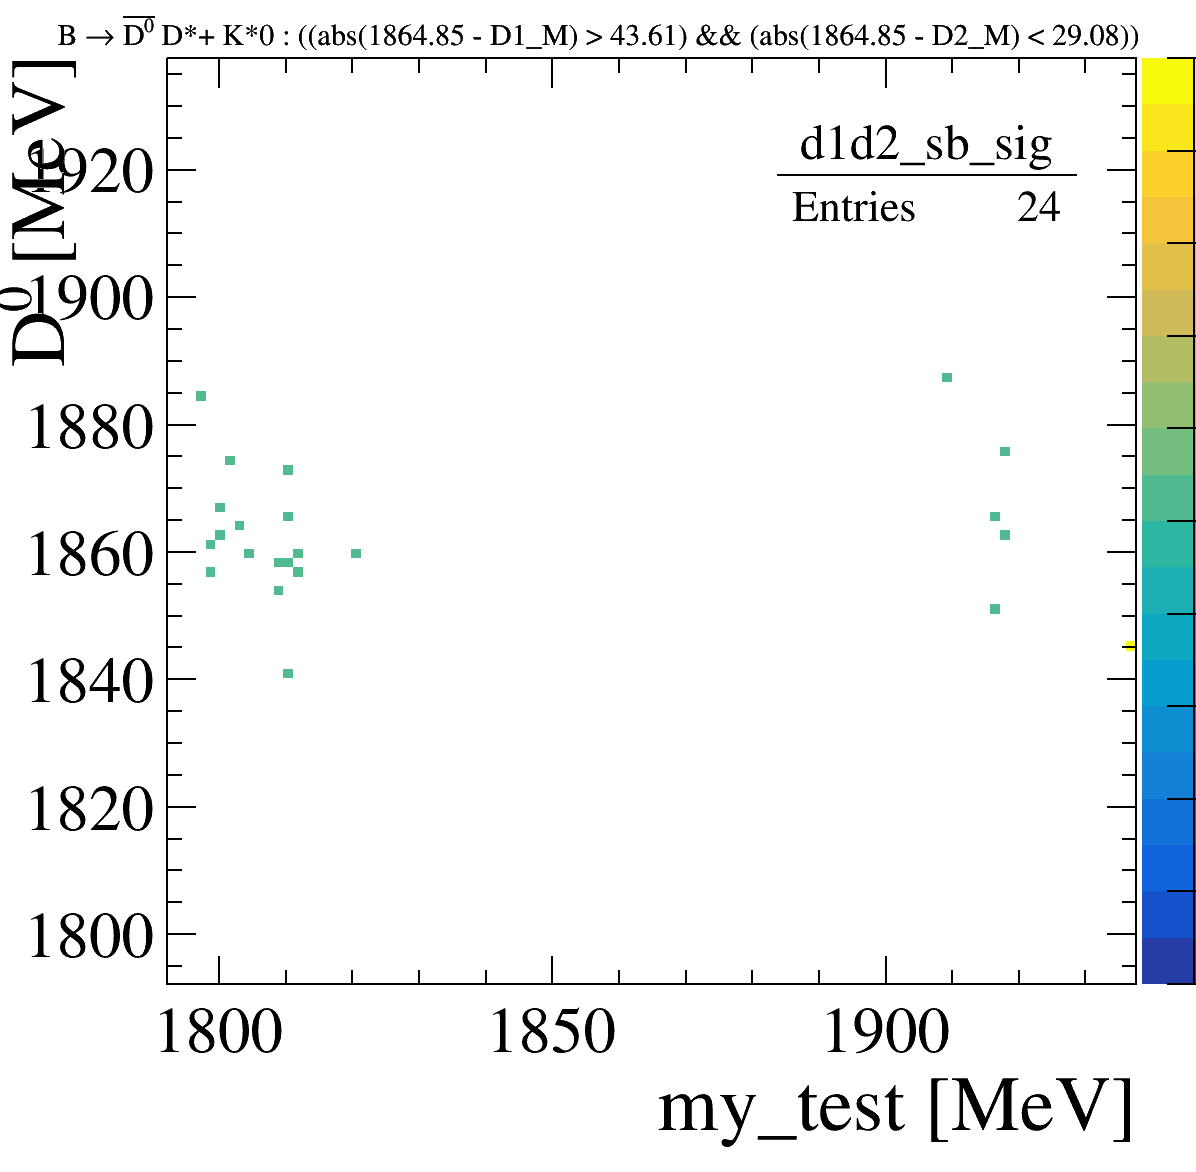 B → D̅⁰ D*+ K*0 : ((abs(1864.85 - D1_M) > 43.61) && (abs(1864.85 - D2_M) < 29.08))
D⁰ [MeV]
d1d2_sb_sig
Entries 24
1920
1900
1880
1860
1840
1820
1800
1800 1850 1900
my_test [MeV]